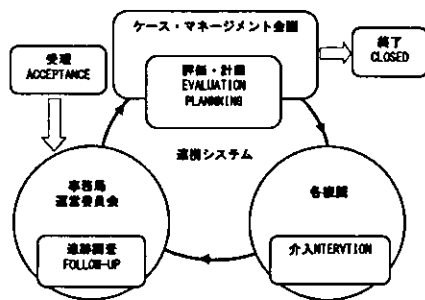 ケース・マネージメント会議
受理
ACCEPTANCE
評価・計画
EVALUATION
PLANNKING
終了
CLOSED
連携システム
事務局
運営委員会
追跡調査
FOLLOW-UP
各機関
介入NTERVTION